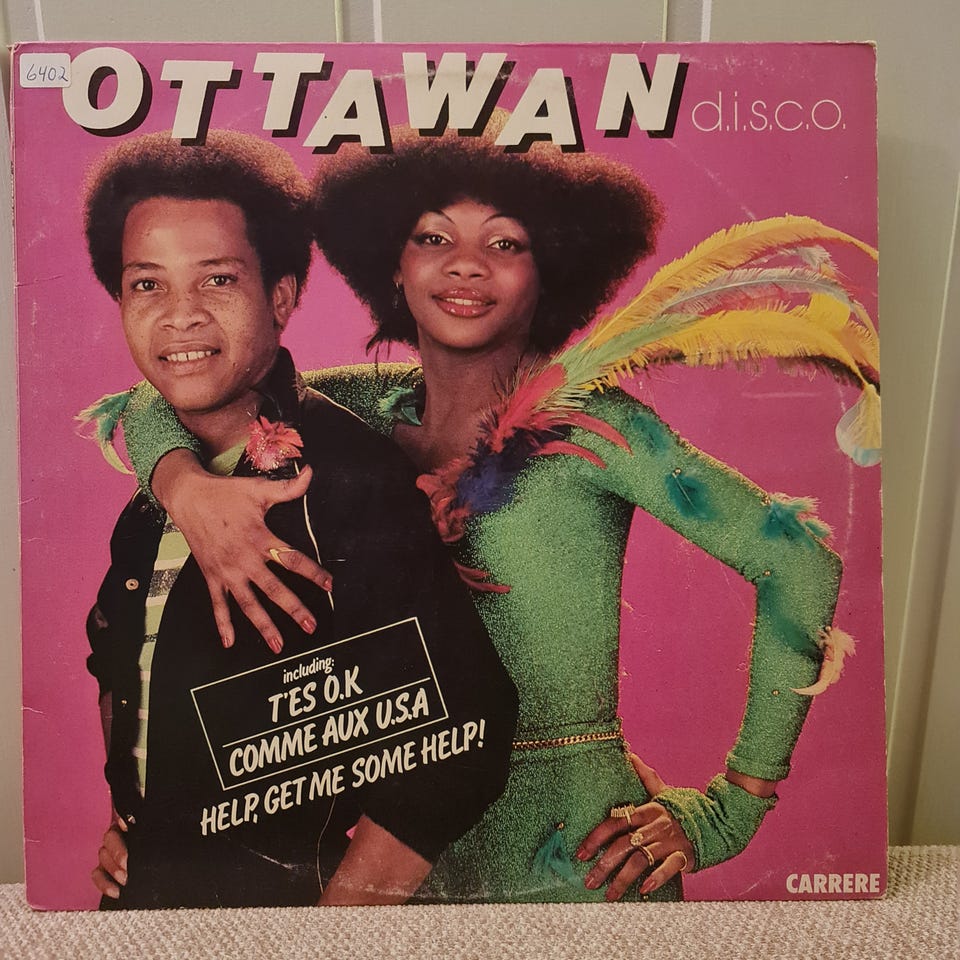 6402
OTTAWAN d.i.s.c.o.
including:
T'ES O.K
COMME AUX U.S.A
HELP, GET ME SOME HELP!
CARRERE